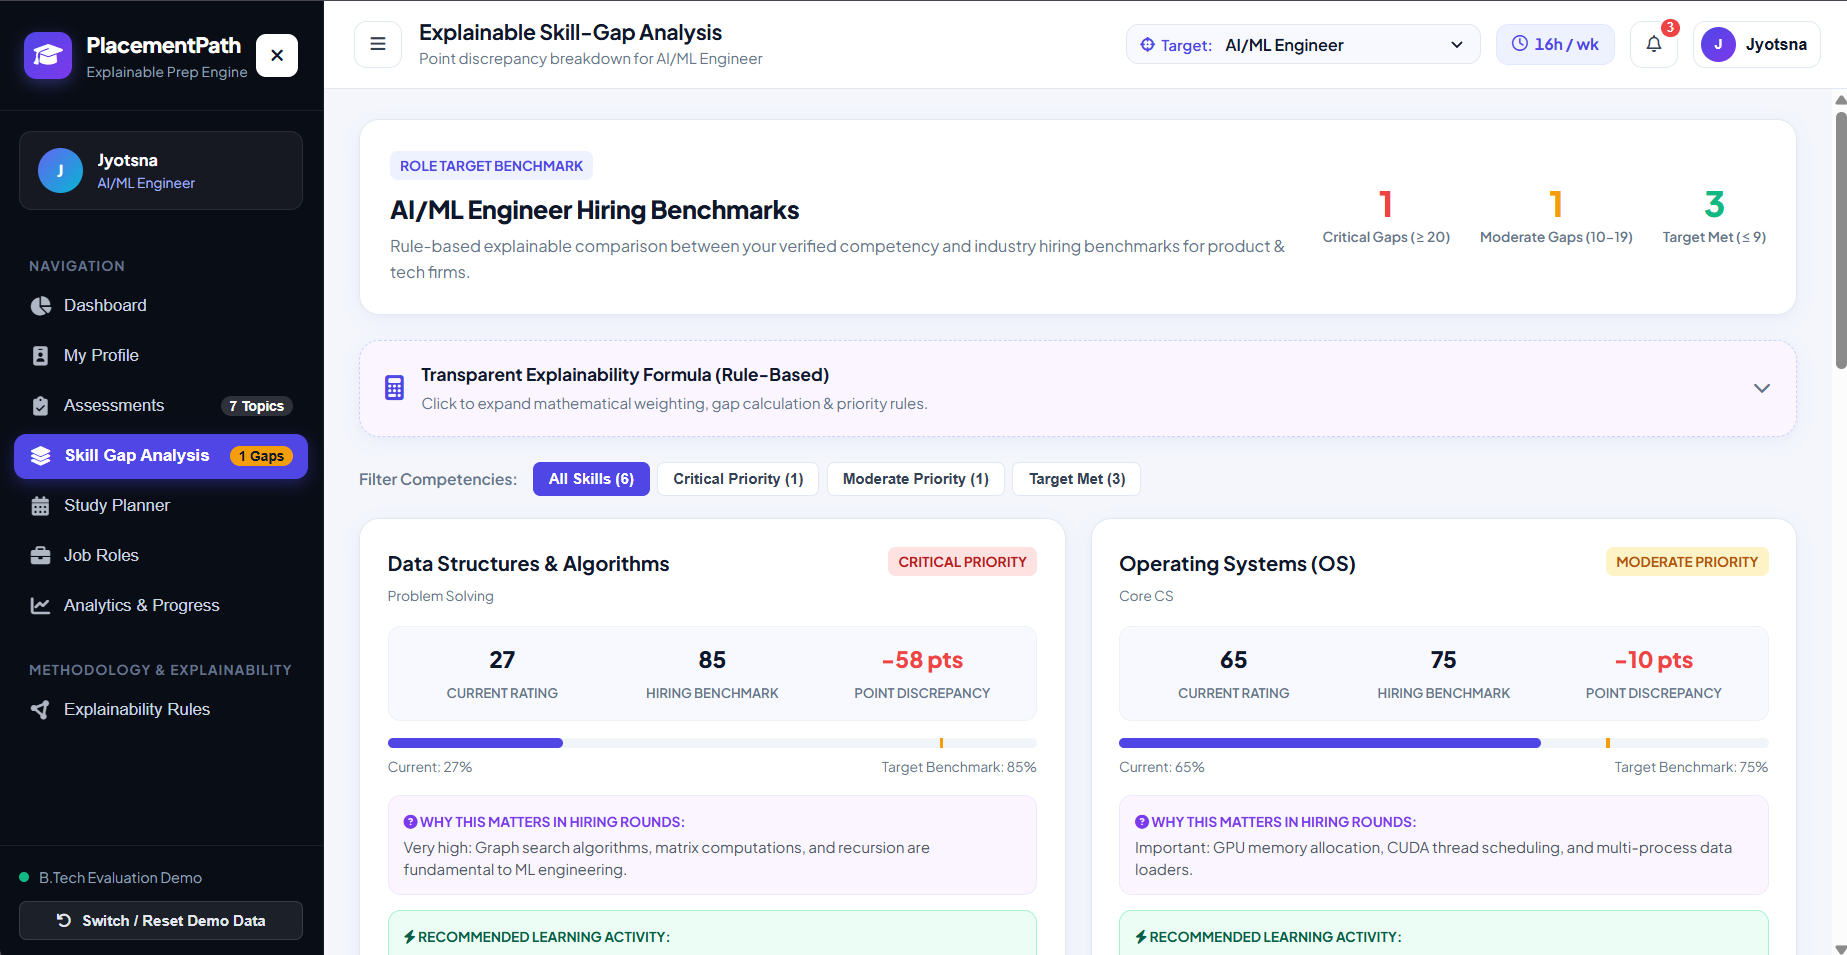 PlacementPath
Explainable Prep Engine
Jyotsna
AI/ML Engineer
NAVIGATION
Dashboard
My Profile
Assessments 7 Topics
Skill Gap Analysis 1 Gaps
Study Planner
Job Roles
Analytics & Progress
METHODOLOGY & EXPLAINABILITY
Explainability Rules
B.Tech Evaluation Demo
Switch / Reset Demo Data
Explainable Skill-Gap Analysis
Point discrepancy breakdown for AI/ML Engineer
Target: AI/ML Engineer
16h / wk
3
J Jyotsna
J
ROLE TARGET BENCHMARK
AI/ML Engineer Hiring Benchmarks
Rule-based explainable comparison between your verified competency and industry hiring benchmarks for product &
tech firms.
1
Critical Gaps (≥ 20)
1
Moderate Gaps (10-19)
3
Target Met (≤ 9)
Transparent Explainability Formula (Rule-Based)
Click to expand mathematical weighting, gap calculation & priority rules.
Filter Competencies: All Skills (6) Critical Priority (1) Moderate Priority (1) Target Met (3)
Data Structures & Algorithms CRITICAL PRIORITY
Problem Solving
27 85 -58 pts
CURRENT RATING HIRING BENCHMARK POINT DISCREPANCY
Current: 27% Target Benchmark: 85%
WHY THIS MATTERS IN HIRING ROUNDS:
Very high: Graph search algorithms, matrix computations, and recursion are
fundamental to ML engineering.
RECOMMENDED LEARNING ACTIVITY:
Operating Systems (OS) MODERATE PRIORITY
Core CS
65 75 -10 pts
CURRENT RATING HIRING BENCHMARK POINT DISCREPANCY
Current: 65% Target Benchmark: 75%
WHY THIS MATTERS IN HIRING ROUNDS:
Important: GPU memory allocation, CUDA thread scheduling, and multi-process data
loaders.
RECOMMENDED LEARNING ACTIVITY: